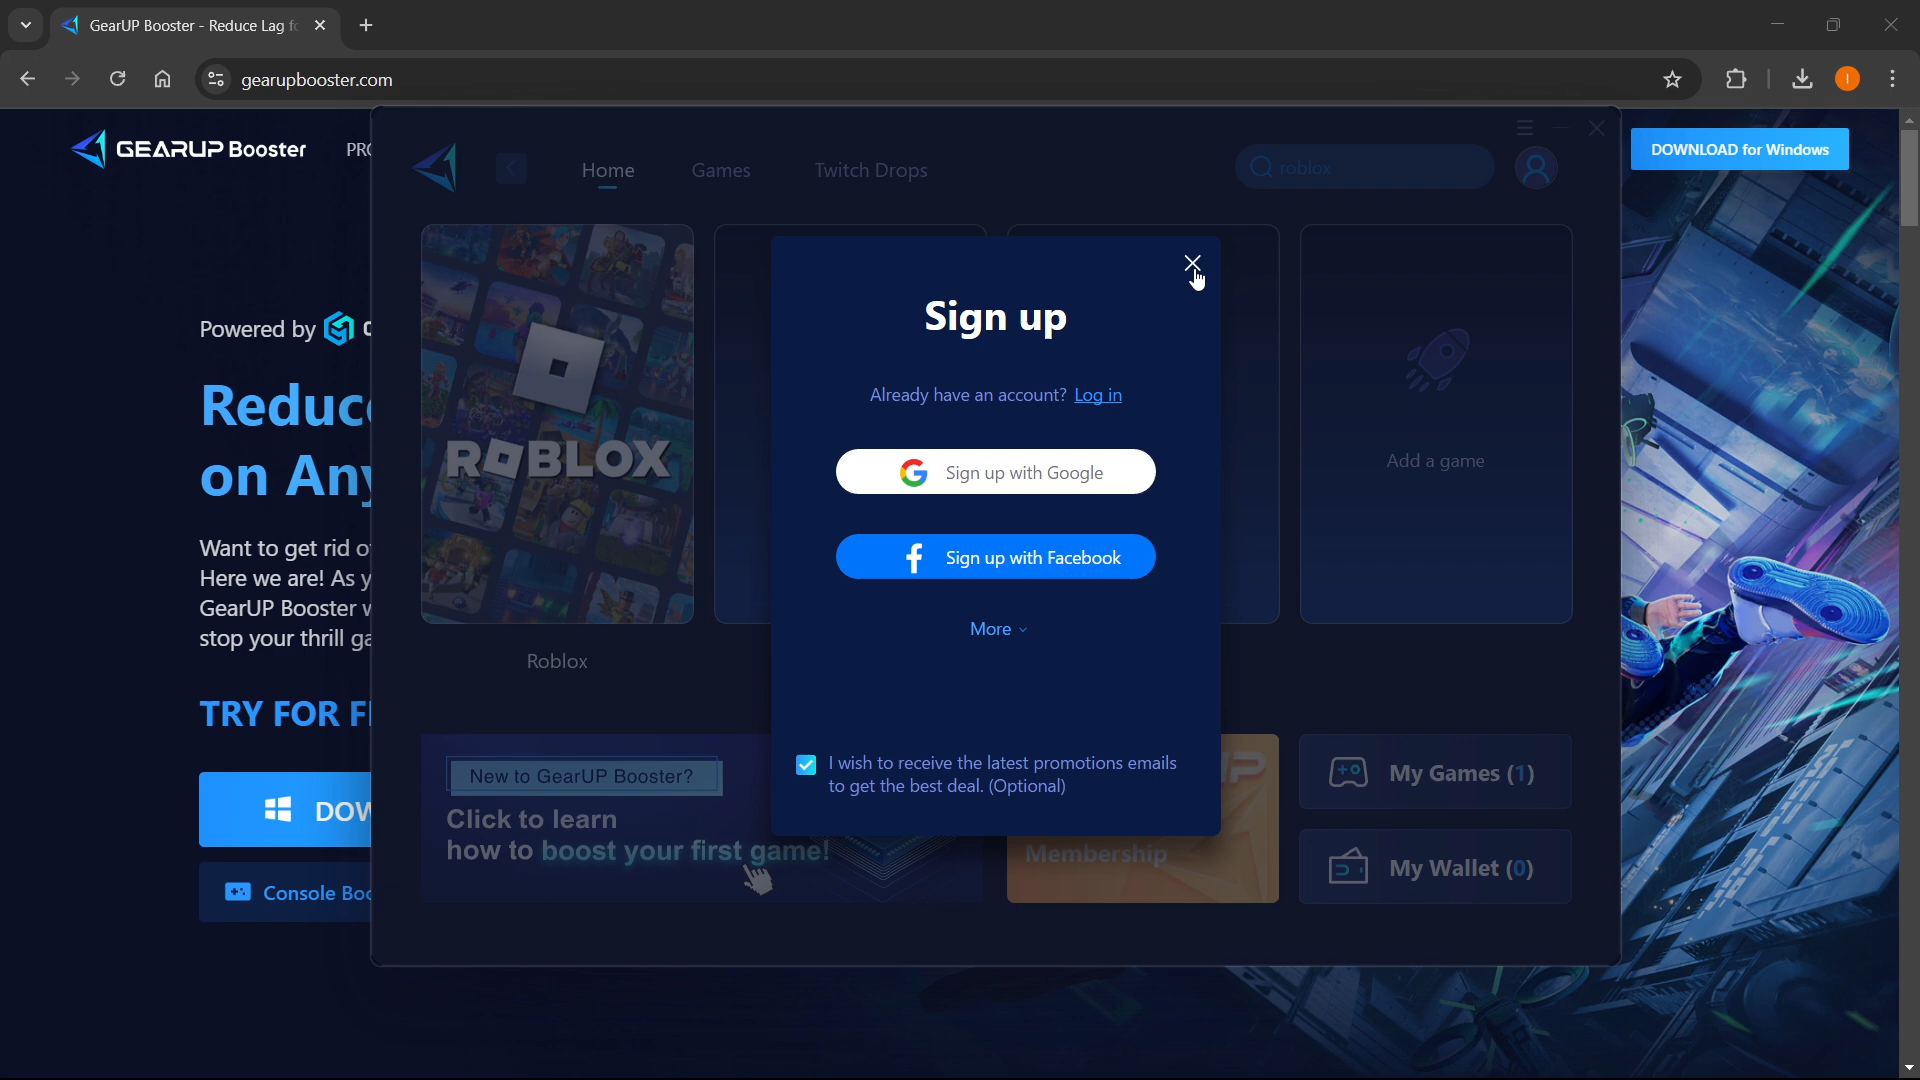 GearUP Booster - Reduce Lag fo
gearupbooster.com
GEARUP Booster
PRO
DOWNLOAD for Windows
Home
Games
Twitch Drops
roblox
Powered by
Reduc
on Any
Want to get rid o
Here we are! As y
GearUP Booster
stop your thrill ga
TRY FOR F
DOW
Console Boo
ROBLOX
Roblox
Add a game
Sign up
Already have an account? Log in
Sign up with Google
Sign up with Facebook
More
I wish to receive the latest promotions emails
to get the best deal. (Optional)
New to GearUP Booster?
Click to learn
how to boost your first game!
UP
Membership
My Games (1)
My Wallet (0)
I